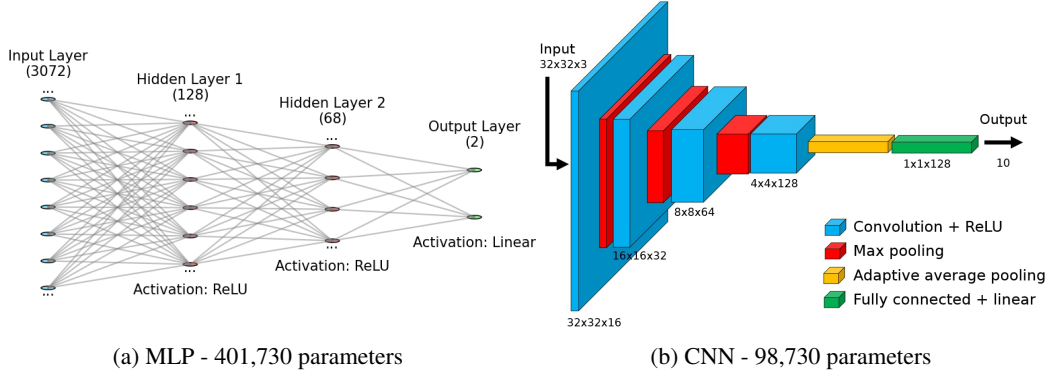 Input Layer
(3072)
...
...
Hidden Layer 1
(128)
...
...
Activation: ReLU
Hidden Layer 2
(68)
...
...
Activation: ReLU
Output Layer
(2)
Activation: Linear
(a) MLP - 401,730 parameters
Input
32x32x3
32x32x16
16x16x32
8x8x64
4x4x128
1x1x128
Output
10
Convolution + ReLU
Max pooling
Adaptive average pooling
Fully connected + linear
(b) CNN - 98,730 parameters